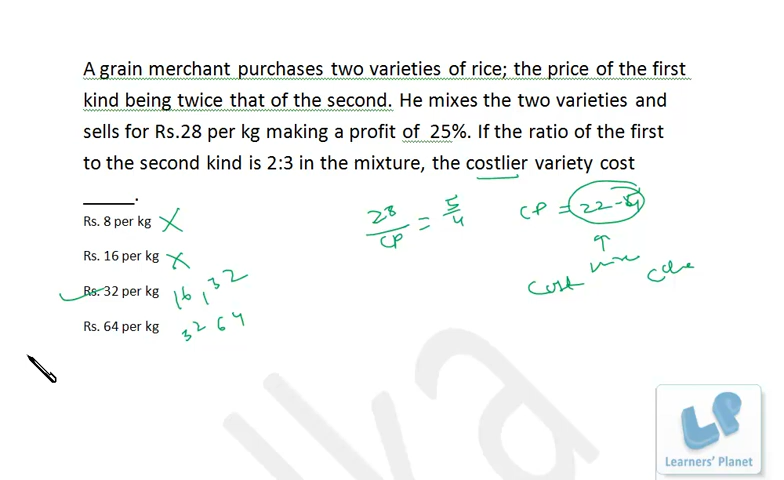 A grain merchant purchases two varieties of rice; the price of the first
kind being twice that of the second. He mixes the two varieties and
sells for Rs.28 per kg making a profit of 25%. If the ratio of the first
to the second kind is 2:3 in the mixture, the costlier variety cost
______.
Rs. 8 per kg
Rs. 16 per kg
Rs. 32 per kg 16, 32
Rs. 64 per kg 32 64
28/CP = 5/4
CP = 22-
Cost
LP
Learners' Planet